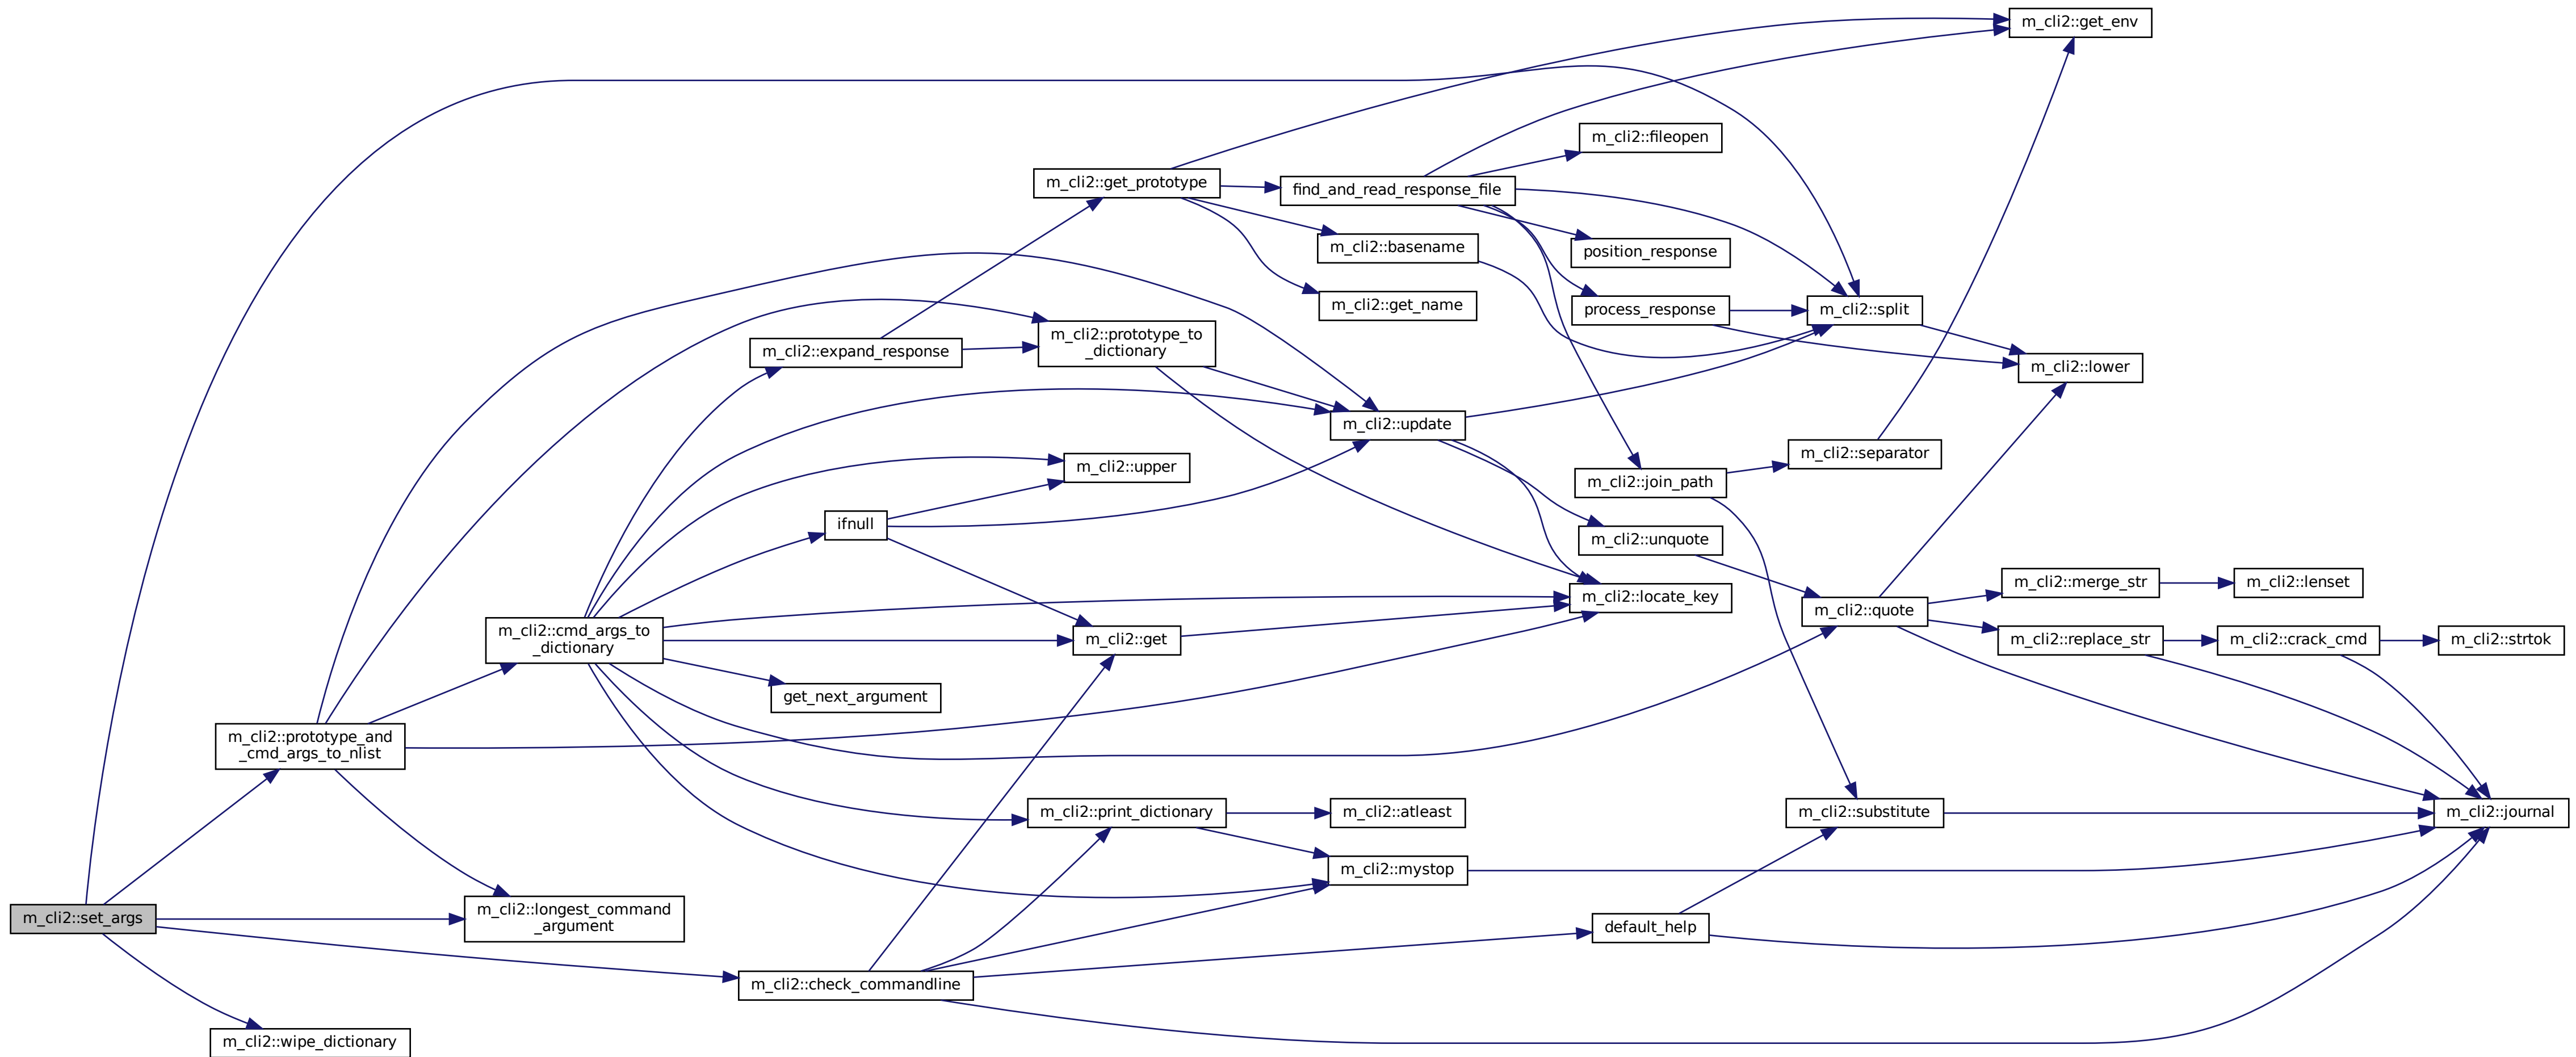 m_cli2::get_env
m_cli2::fileopen
m_cli2::get_prototype
find_and_read_response_file
m_cli2::basename
position_response
m_cli2::get_name
process_response
m_cli2::split
m_cli2::prototype_to
_dictionary
m_cli2::expand_response
m_cli2::lower
m_cli2::update
m_cli2::upper
m_cli2::separator
m_cli2::join_path
ifnull
m_cli2::unquote
m_cli2::merge_str
m_cli2::lenset
m_cli2::locate_key
m_cli2::quote
m_cli2::cmd_args_to
_dictionary
m_cli2::get
m_cli2::replace_str
m_cli2::crack_cmd
m_cli2::strtok
get_next_argument
m_cli2::prototype_and
_cmd_args_to_nlist
m_cli2::print_dictionary
m_cli2::atleast
m_cli2::substitute
m_cli2::journal
m_cli2::mystop
m_cli2::set_args
m_cli2::longest_command
_argument
default_help
m_cli2::check_commandline
m_cli2::wipe_dictionary